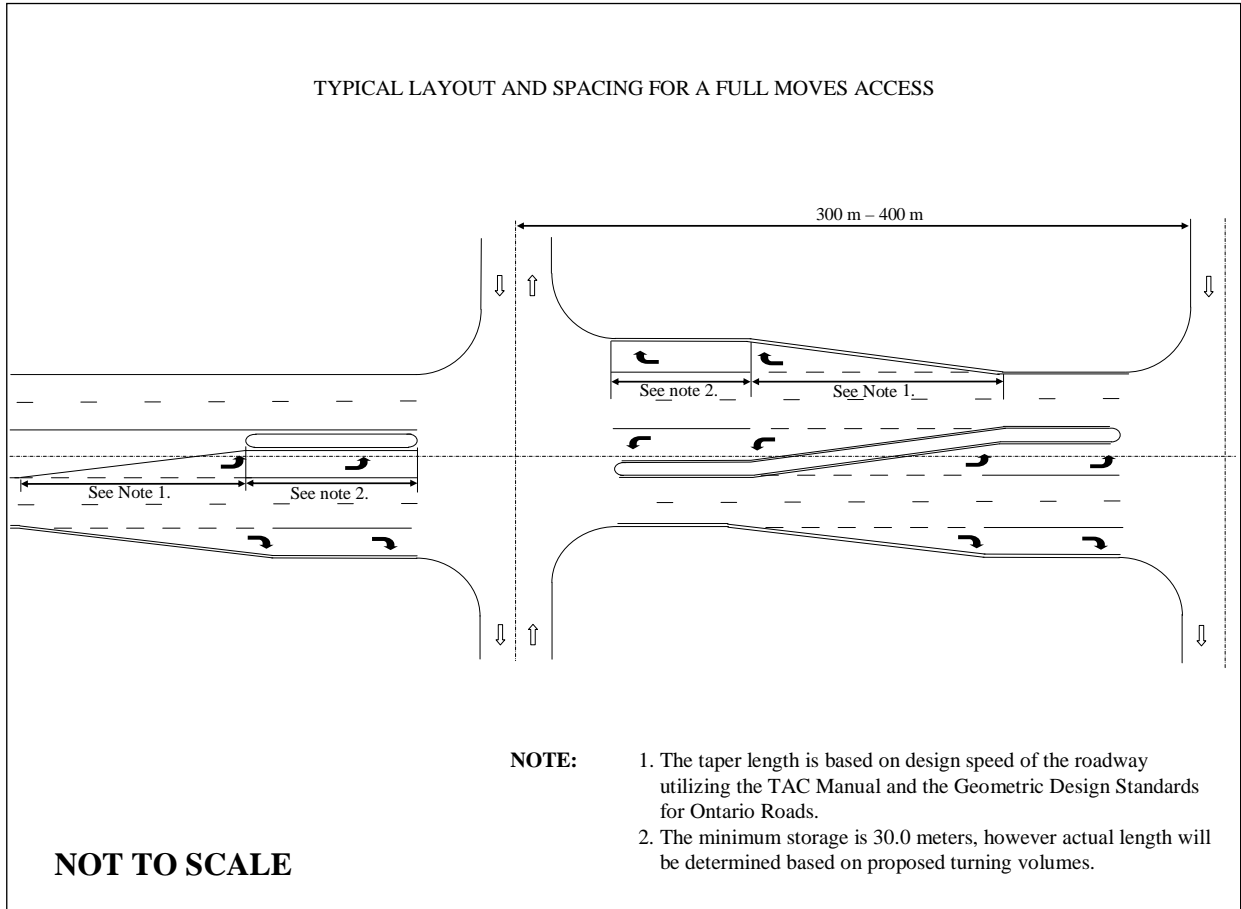 TYPICAL LAYOUT AND SPACING FOR A FULL MOVES ACCESS
300 m – 400 m
See note 2.
See Note 1.
See Note 1.
See note 2.
NOTE:
1. The taper length is based on design speed of the roadway
utilizing the TAC Manual and the Geometric Design Standards
for Ontario Roads.
2. The minimum storage is 30.0 meters, however actual length will
be determined based on proposed turning volumes.
NOT TO SCALE